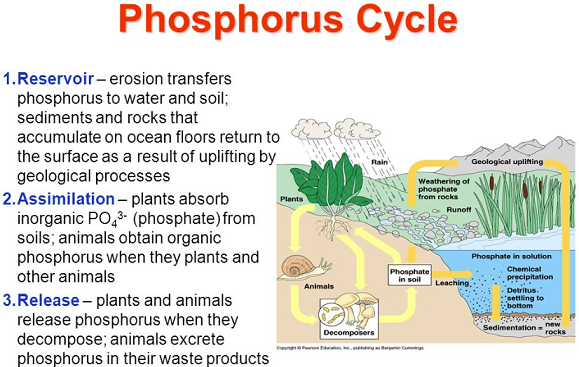 Phosphorus Cycle
1.Reservoir – erosion transfers
phosphorus to water and soil;
sediments and rocks that
accumulate on ocean floors return to
the surface as a result of uplifting by
geological processes
2.Assimilation – plants absorb
inorganic PO₄³⁻ (phosphate) from
soils; animals obtain organic
phosphorus when they plants and
other animals
3.Release – plants and animals
release phosphorus when they
decompose; animals excrete
phosphorus in their waste products
Rain
Geological uplifting
Weathering of
phosphate
from rocks
Plants
Runoff
Phosphate in solution
Phosphate
in soil
Leaching
Chemical
precipitation
Animals
Detritus
settling to
bottom
Decomposers
Sedimentation = new
rocks
Copyright © Pearson Education, Inc., publishing as Benjamin Cummings.